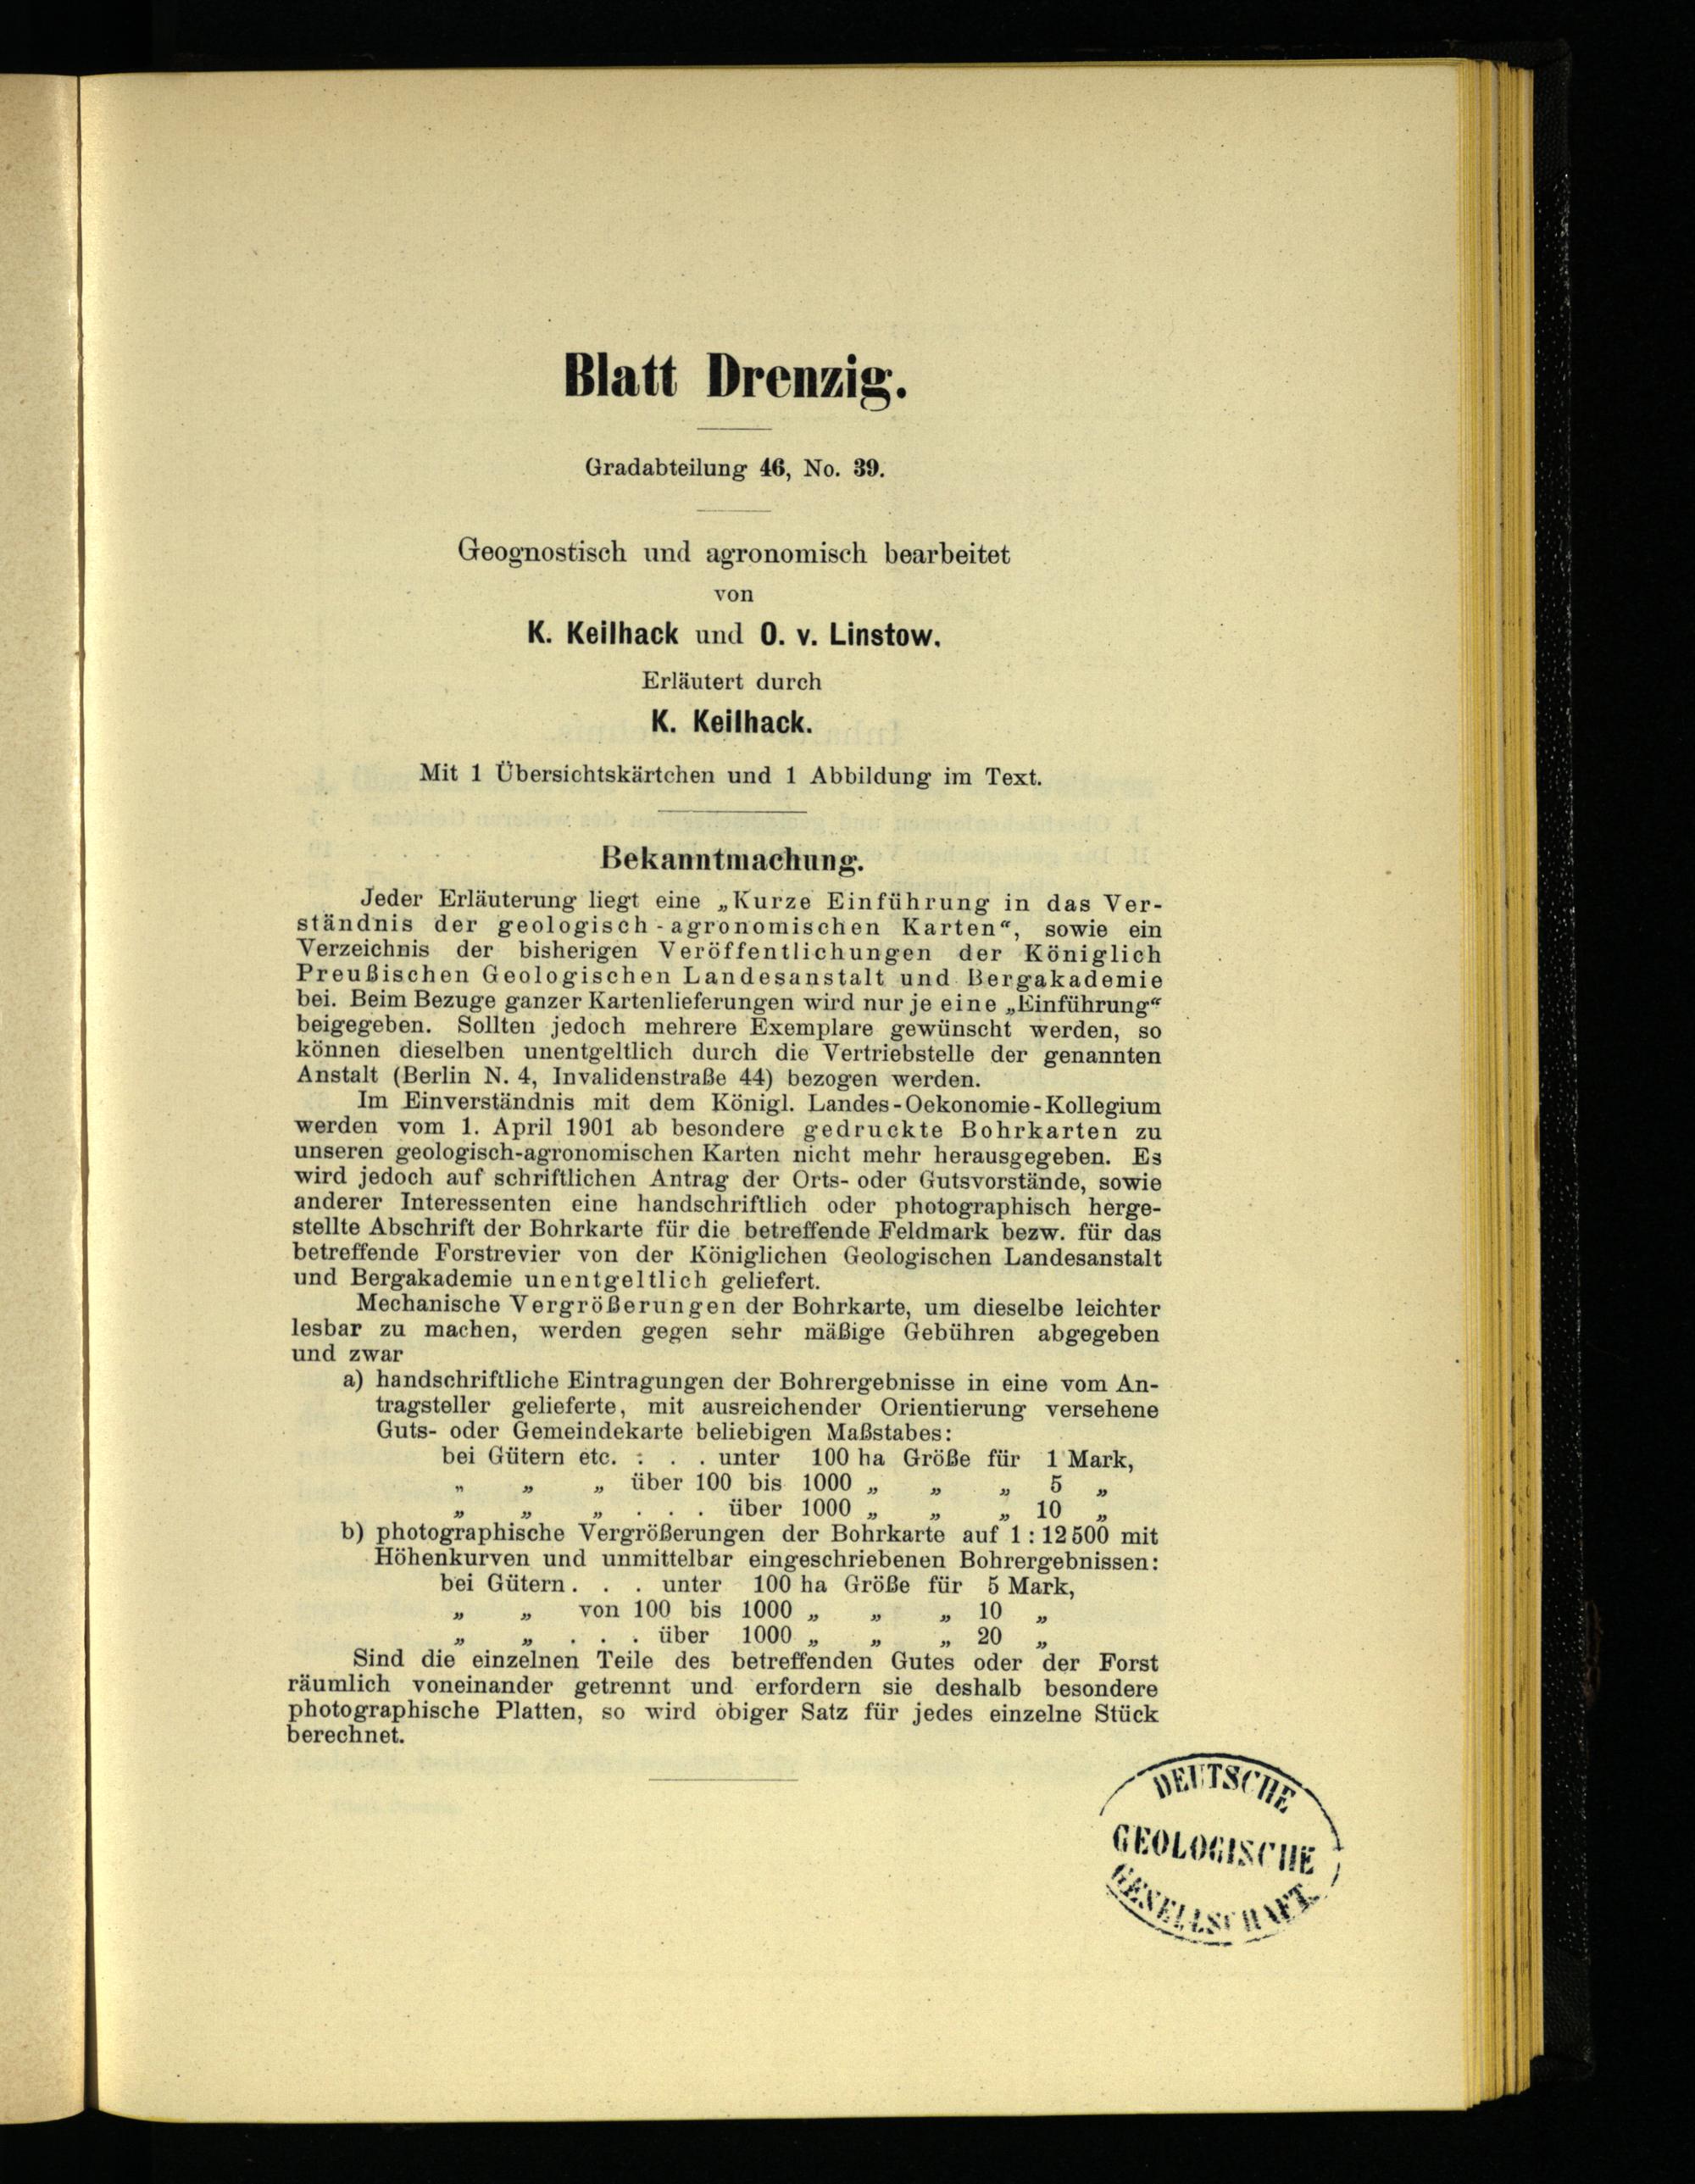 Blatt Drenzig.
Gradabteilung 46, No. 39.
Geognostisch und agronomisch bearbeitet
von
K. Keilhack und O. v. Linstow.
Erläutert durch
K. Keilhack.
Mit 1 Übersichtskärtchen und 1 Abbildung im Text.
Bekanntmachung.
Jeder Erläuterung liegt eine „Kurze Einführung in das Ver-
ständnis der geologisch-agronomischen Karten“, sowie ein
Verzeichnis der bisherigen Veröffentlichungen der Königlich
Preußischen Geologischen Landesanstalt und Bergakademie
bei. Beim Bezuge ganzer Kartenlieferungen wird nur je eine „Einführung“
beigegeben. Sollten jedoch mehrere Exemplare gewünscht werden, so
können dieselben unentgeltlich durch die Vertriebstelle der genannten
Anstalt (Berlin N. 4, Invalidenstraße 44) bezogen werden.
Im Einverständnis mit dem Königl. Landes-Oekonomie-Kollegium
werden vom 1. April 1901 ab besondere gedruckte Bohrkarten zu
unseren geologisch-agronomischen Karten nicht mehr herausgegeben. Es
wird jedoch auf schriftlichen Antrag der Orts- oder Gutsvorstände, sowie
anderer Interessenten eine handschriftlich oder photographisch herge-
stellte Abschrift der Bohrkarte für die betreffende Feldmark bezw. für das
betreffende Forstrevier von der Königlichen Geologischen Landesanstalt
und Bergakademie unentgeltlich geliefert.
Mechanische Vergrößerungen der Bohrkarte, um dieselbe leichter
lesbar zu machen, werden gegen sehr mäßige Gebühren abgegeben
und zwar
a) handschriftliche Eintragungen der Bohrergebnisse in eine vom An-
tragsteller gelieferte, mit ausreichender Orientierung versehene
Guts- oder Gemeindekarte beliebigen Maßstabes:
bei Gütern etc. : . . unter 100 ha Größe für 1 Mark,
„ „ „ über 100 bis 1000 „ „ „ 5 „
„ „ „ . . . über 1000 „ „ „ 10 „
b) photographische Vergrößerungen der Bohrkarte auf 1 : 12500 mit
Höhenkurven und unmittelbar eingeschriebenen Bohrergebnissen:
bei Gütern . . . unter 100 ha Größe für 5 Mark,
„ „ von 100 bis 1000 „ „ „ 10 „
„ „ . . . über 1000 „ „ „ 20 „
Sind die einzelnen Teile des betreffenden Gutes oder der Forst
räumlich voneinander getrennt und erfordern sie deshalb besondere
photographische Platten, so wird obiger Satz für jedes einzelne Stück
berechnet.
DEUTSCHE
GEOLOGISCHE
GESELLSCHAFT.